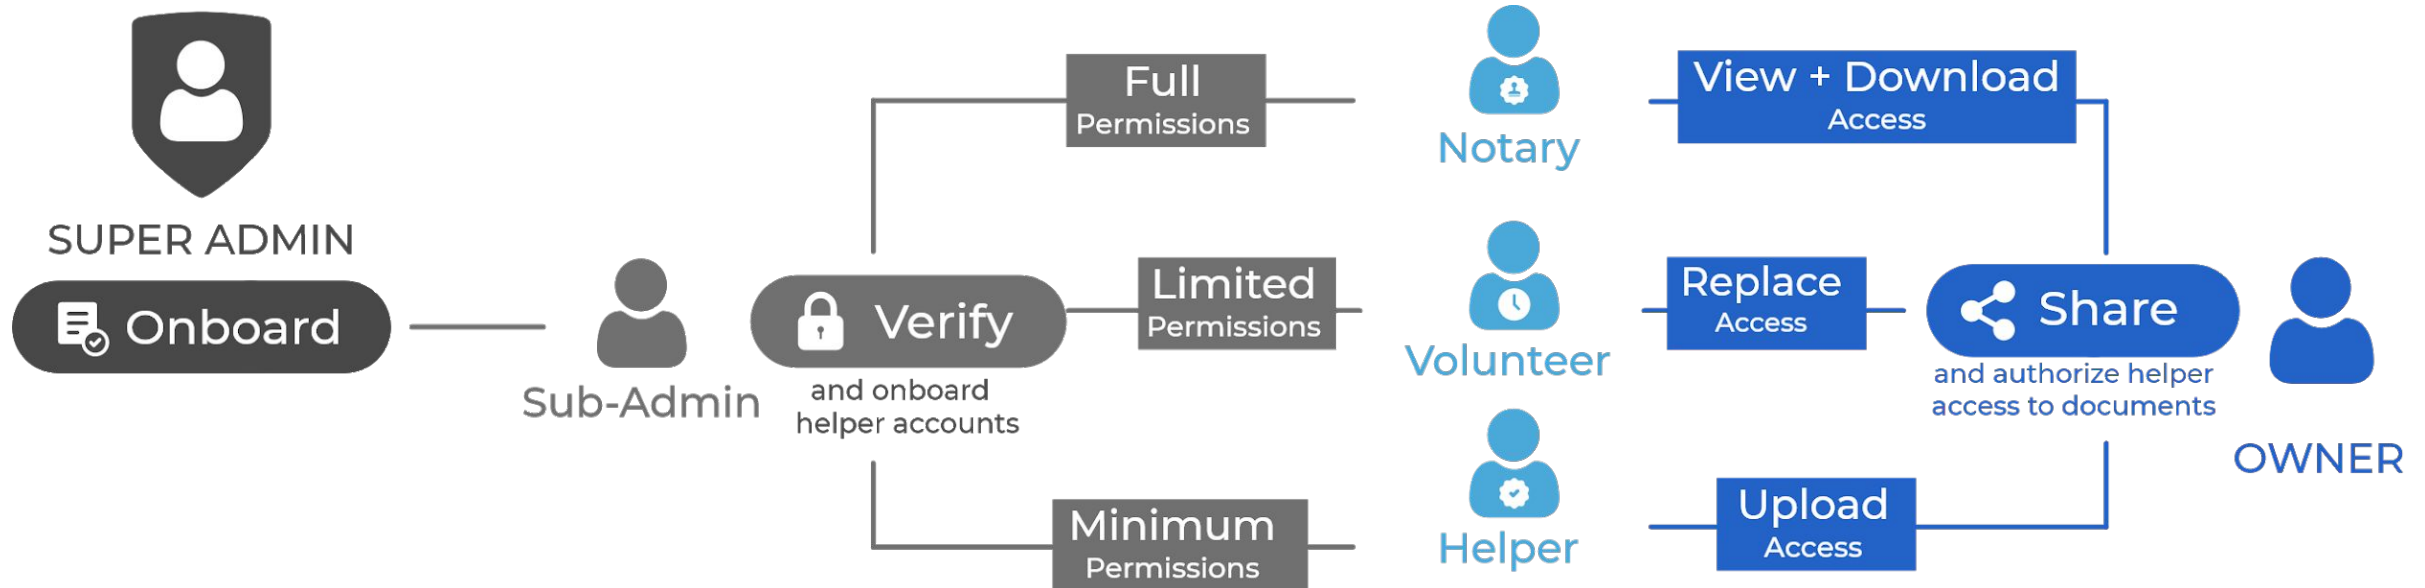 SUPER ADMIN
Onboard
Sub-Admin
Verify
and onboard
helper accounts
Full
Permissions
Limited
Permissions
Minimum
Permissions
Notary
Volunteer
Helper
View + Download
Access
Replace
Access
Upload
Access
Share
and authorize helper
access to documents
OWNER